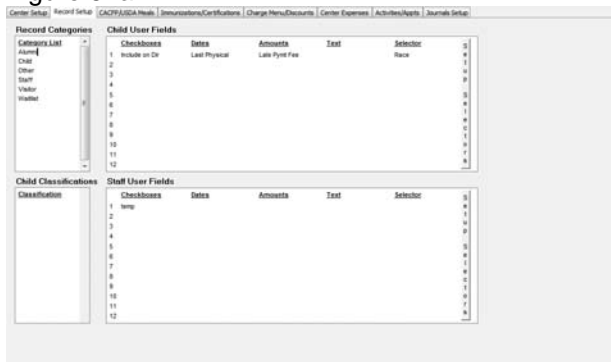 Center Setup Record Setup CACFP/USDA Meals Immunizations/Certifications Charge Menu/Discounts Center Expenses Activities/Appts Journals Setup
Record Categories
Category List
Alumni
Child
Other
Staff
Visitor
Waitlist
Child User Fields
Checkboxes Dates Amounts Text Selector
1 Include on Dir Last Physical Late Pymt Fee Race
2
3
4
5
6
7
8
9
10
11
12
Setup Selectors
Child Classifications
Classification
Staff User Fields
Checkboxes Dates Amounts Text Selector
1 temp
2
3
4
5
6
7
8
9
10
11
12
Setup Selectors